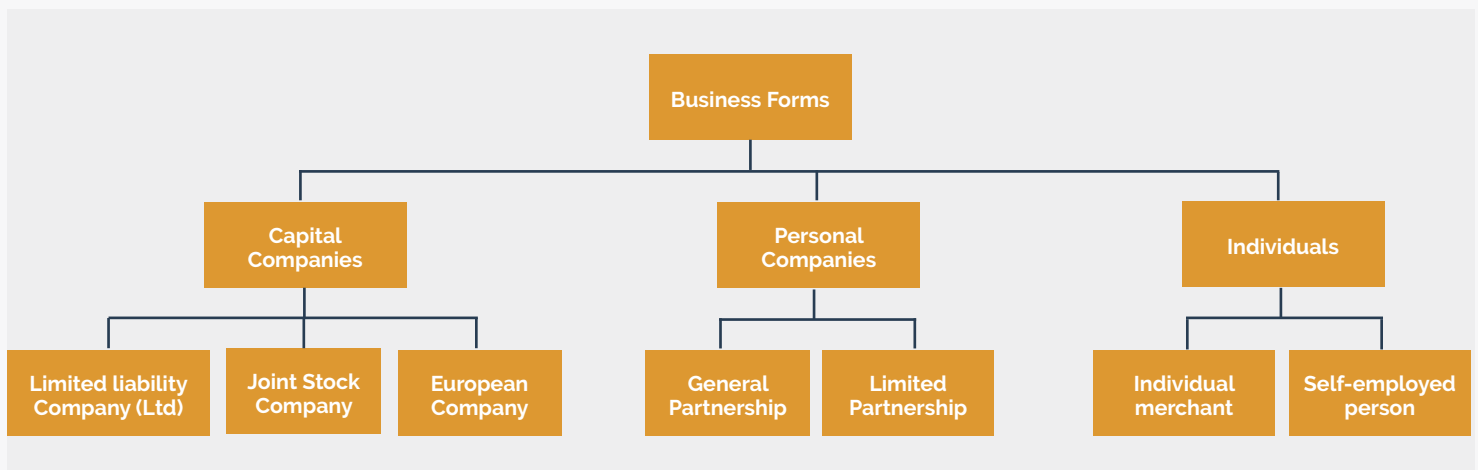 Business Forms
Capital
Companies
Personal
Companies
Individuals
Limited liability
Company (Ltd)
Joint Stock
Company
European
Company
General
Partnership
Limited
Partnership
Individual
merchant
Self-employed
person